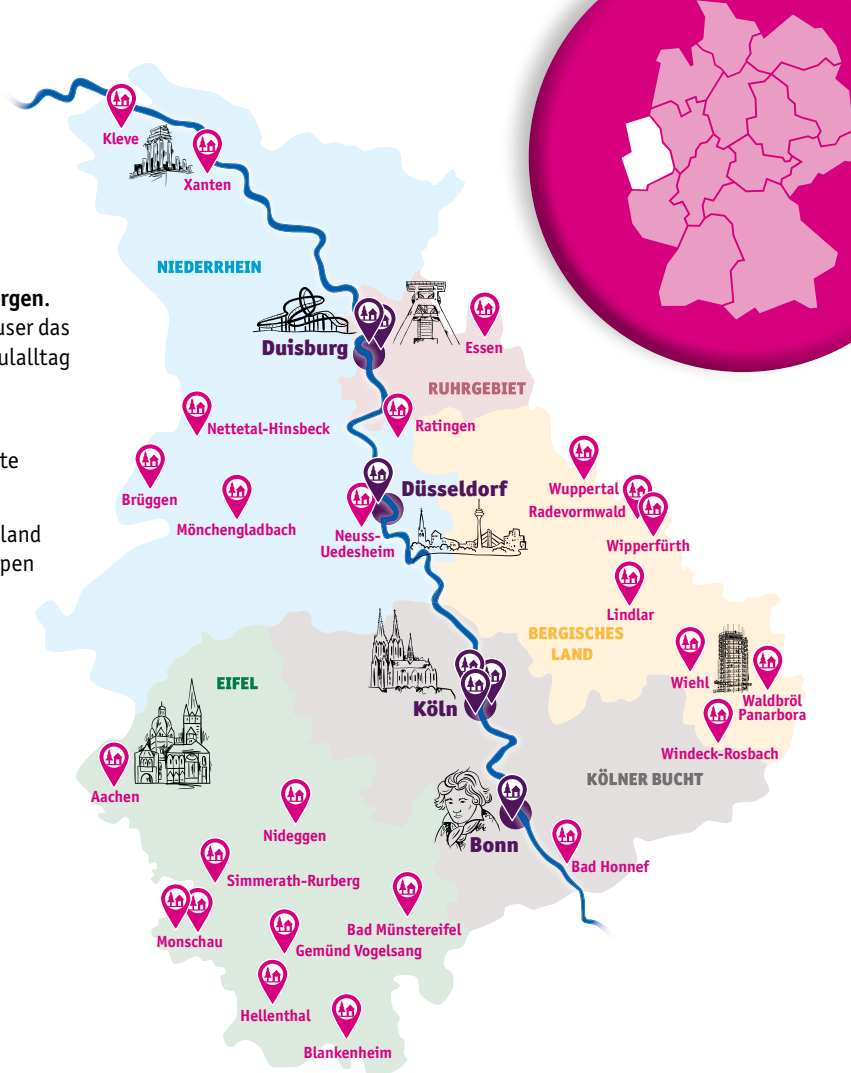 Kleve
Xanten
NIEDERRHEIN
rgen.
user das
ulalltag
Duisburg
Essen
RUHRGEBIET
Nettetal-Hinsbeck
Ratingen
te
Brüggen
Mönchengladbach
Düsseldorf
Neuss-
Uedesheim
land
pen
Wuppertal
Radevormwald
Wipperfürth
Lindlar
BERGISCHES
LAND
Wiehl
Waldbröl
Panarbora
Windeck-Rosbach
EIFEL
Köln
KÖLNER BUCHT
Aachen
Nideggen
Bonn
Bad Honnef
Simmerath-Rurberg
Monschau
Bad Münstereifel
Gemünd Vogelsang
Hellenthal
Blankenheim